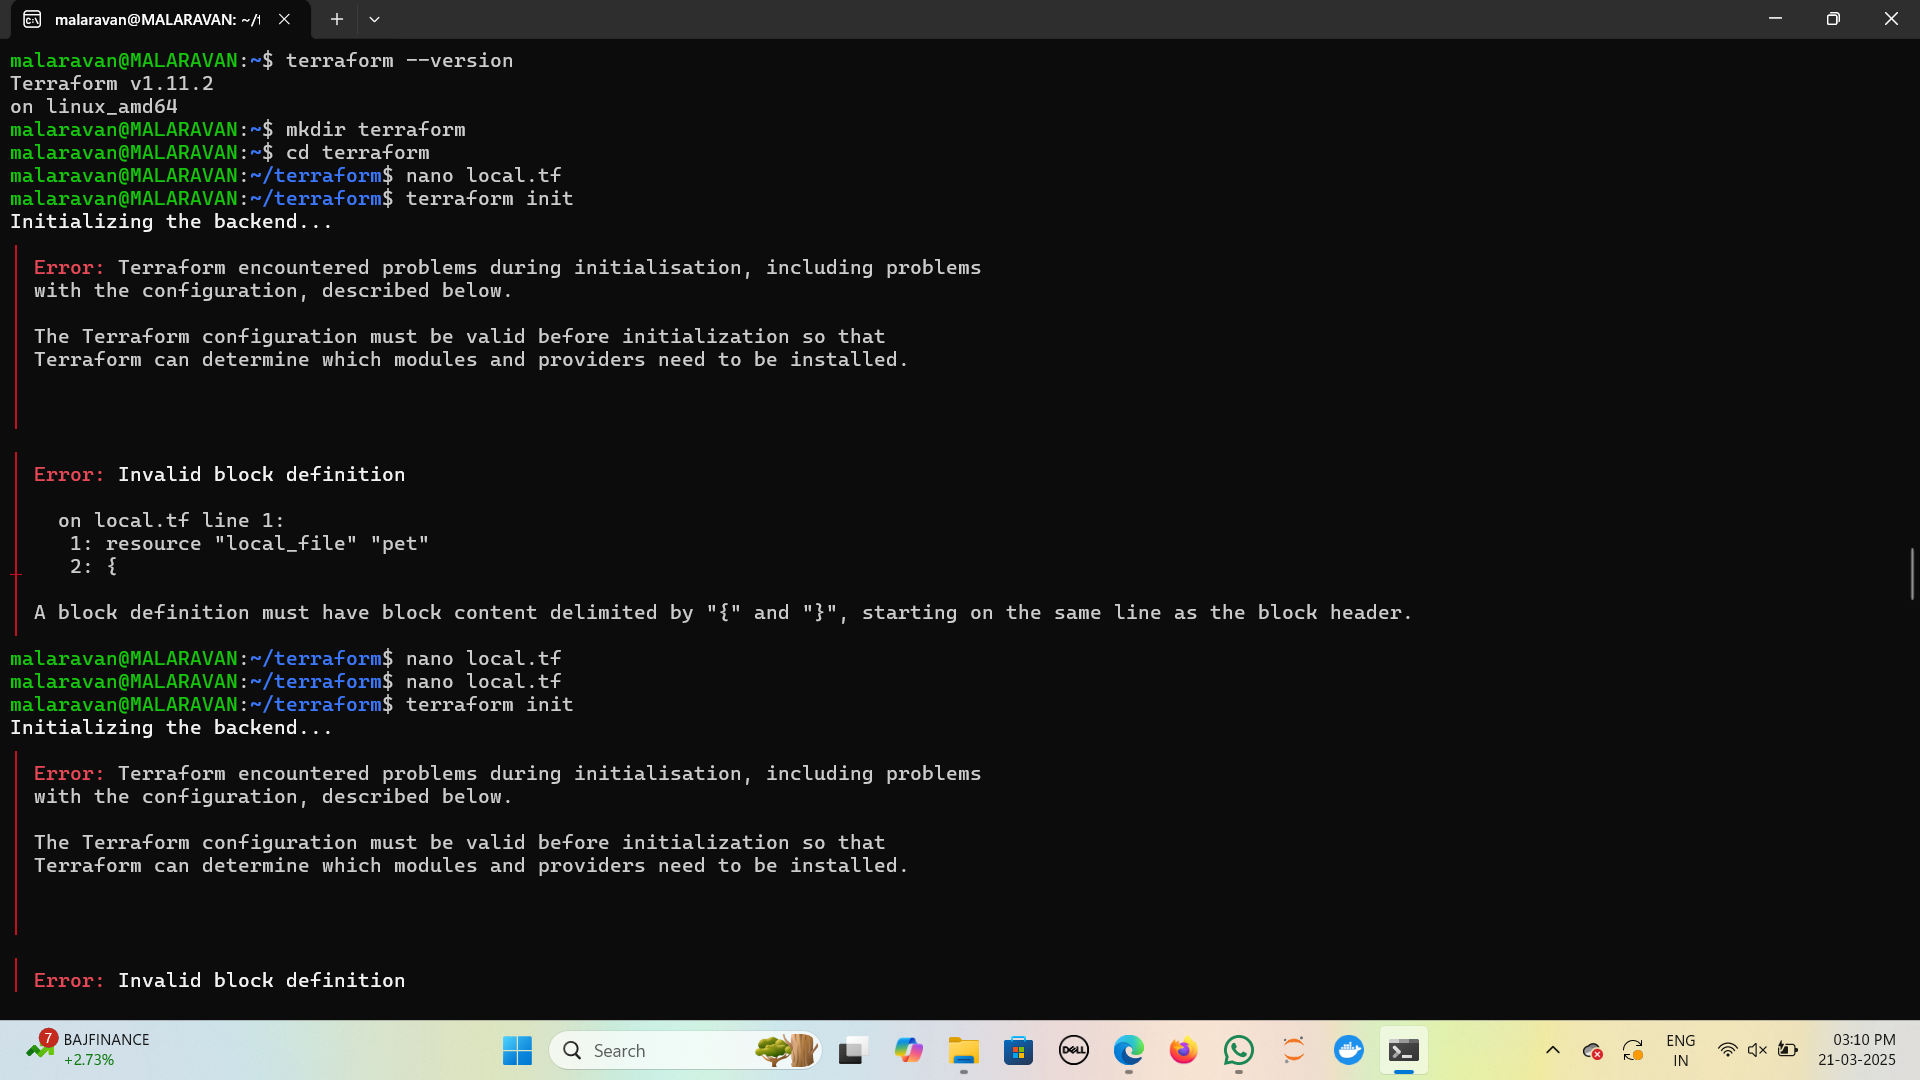 malaravan@MALARAVAN: ~/t
malaravan@MALARAVAN:~$ terraform --version
Terraform v1.11.2
on linux_amd64
malaravan@MALARAVAN:~$ mkdir terraform
malaravan@MALARAVAN:~$ cd terraform
malaravan@MALARAVAN:~/terraform$ nano local.tf
malaravan@MALARAVAN:~/terraform$ terraform init
Initializing the backend...
Error: Terraform encountered problems during initialisation, including problems
with the configuration, described below.
The Terraform configuration must be valid before initialization so that
Terraform can determine which modules and providers need to be installed.
Error: Invalid block definition
on local.tf line 1:
1: resource "local_file" "pet"
2: {
A block definition must have block content delimited by "{" and "}", starting on the same line as the block header.
malaravan@MALARAVAN:~/terraform$ nano local.tf
malaravan@MALARAVAN:~/terraform$ nano local.tf
malaravan@MALARAVAN:~/terraform$ terraform init
Initializing the backend...
Error: Terraform encountered problems during initialisation, including problems
with the configuration, described below.
The Terraform configuration must be valid before initialization so that
Terraform can determine which modules and providers need to be installed.
Error: Invalid block definition
7
BAJFINANCE
+2.73%
Search
DELL
ENG
IN
03:10 PM
21-03-2025